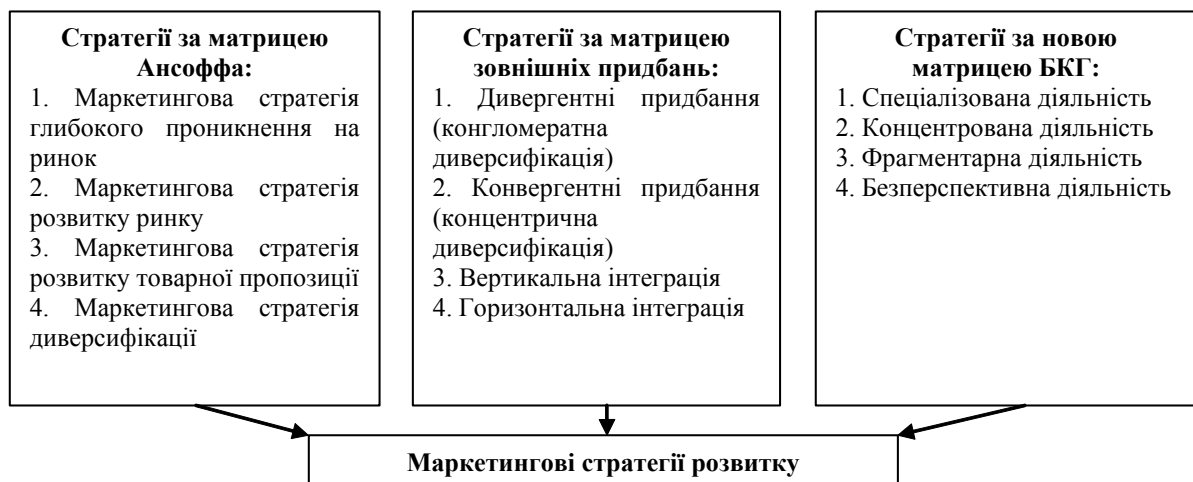 Стратегії за матрицею
Ансоффа:
1. Маркетингова стратегія
глибокого проникнення на
ринок
2. Маркетингова стратегія
розвитку ринку
3. Маркетингова стратегія
розвитку товарної пропозиції
4. Маркетингова стратегія
диверсифікації
Стратегії за матрицею
зовнішніх придбань:
1. Дивергентні придбання
(конгломератна
диверсифікація)
2. Конвергентні придбання
(концентрична
диверсифікація)
3. Вертикальна інтеграція
4. Горизонтальна інтеграція
Стратегії за новою
матрицею БКГ:
1. Спеціалізована діяльність
2. Концентрована діяльність
3. Фрагментарна діяльність
4. Безперспективна діяльність
Маркетингові стратегії розвитку